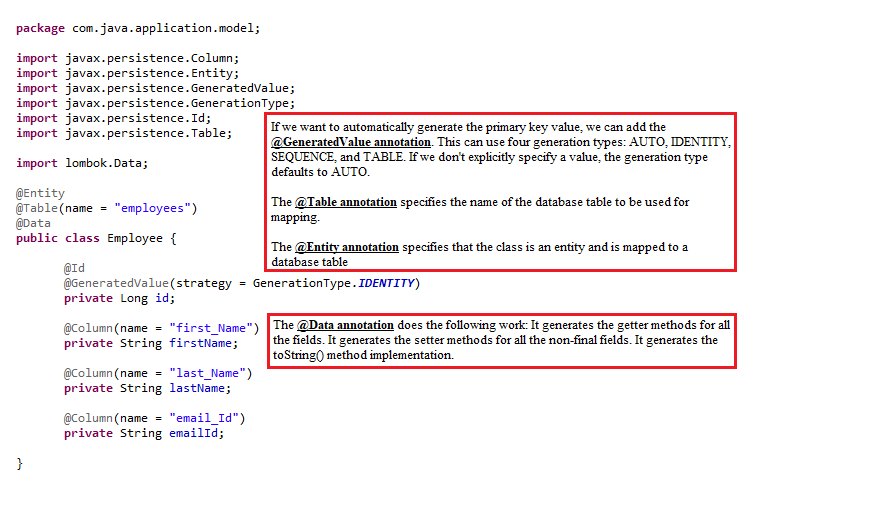 package com.java.application.model;
import javax.persistence.Column;
import javax.persistence.Entity;
import javax.persistence.GeneratedValue;
import javax.persistence.GenerationType;
import javax.persistence.Id;
import javax.persistence.Table;
import lombok.Data;
If we want to automatically generate the primary key value, we can add the
@GeneratedValue annotation. This can use four generation types: AUTO, IDENTITY,
SEQUENCE, and TABLE. If we don't explicitly specify a value, the generation type
defaults to AUTO.
The @Table annotation specifies the name of the database table to be used for
mapping.
The @Entity annotation specifies that the class is an entity and is mapped to a
database table
@Entity
@Table(name = "employees")
@Data
public class Employee {
@Id
@GeneratedValue(strategy = GenerationType.IDENTITY)
private Long id;
@Column(name = "first_Name")
private String firstName;
The @Data annotation does the following work: It generates the getter methods for all
the fields. It generates the setter methods for all the non-final fields. It generates the
toString() method implementation.
@Column(name = "last_Name")
private String lastName;
@Column(name = "email_Id")
private String emailId;
}